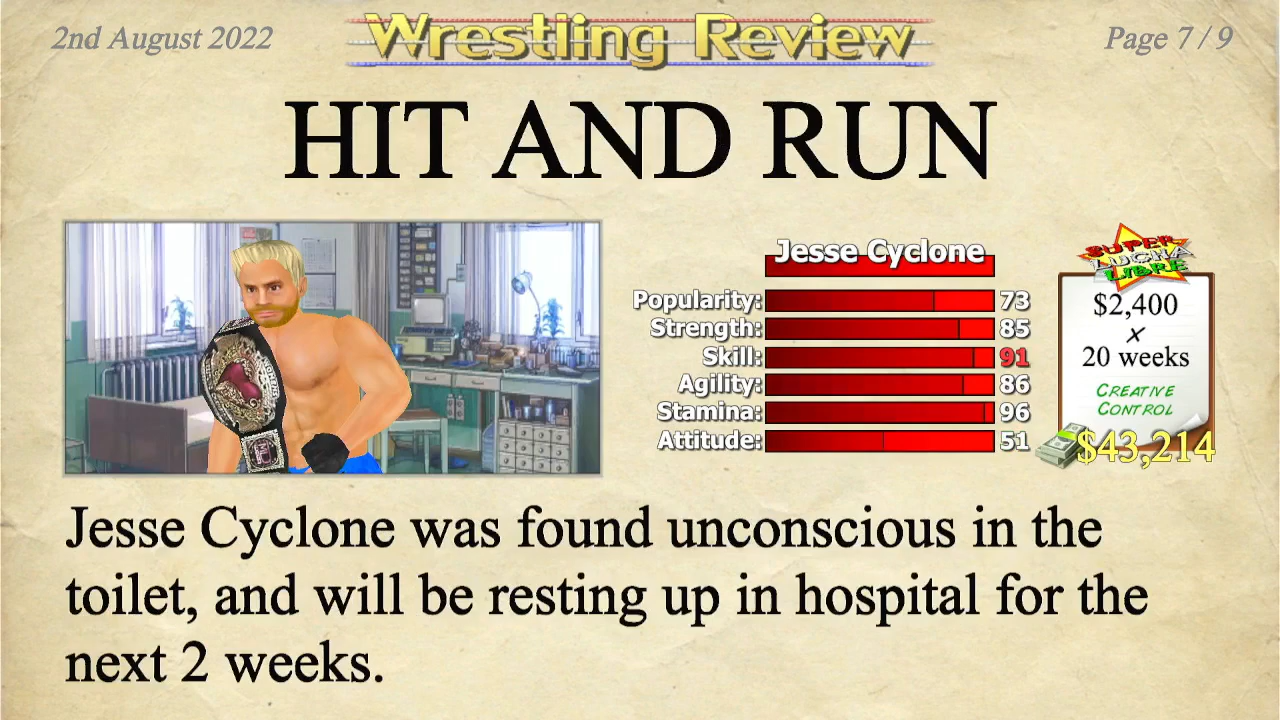 2nd August 2022
Wrestling Review
Page 7 / 9
HIT AND RUN
Jesse Cyclone
Popularity: 73
Strength: 85
Skill: 91
Agility: 86
Stamina: 96
Attitude: 51
SUPER
LUCHA
LIBRE
$2,400
x
20 weeks
CREATIVE
CONTROL
$43,214
Jesse Cyclone was found unconscious in the
toilet, and will be resting up in hospital for the
next 2 weeks.